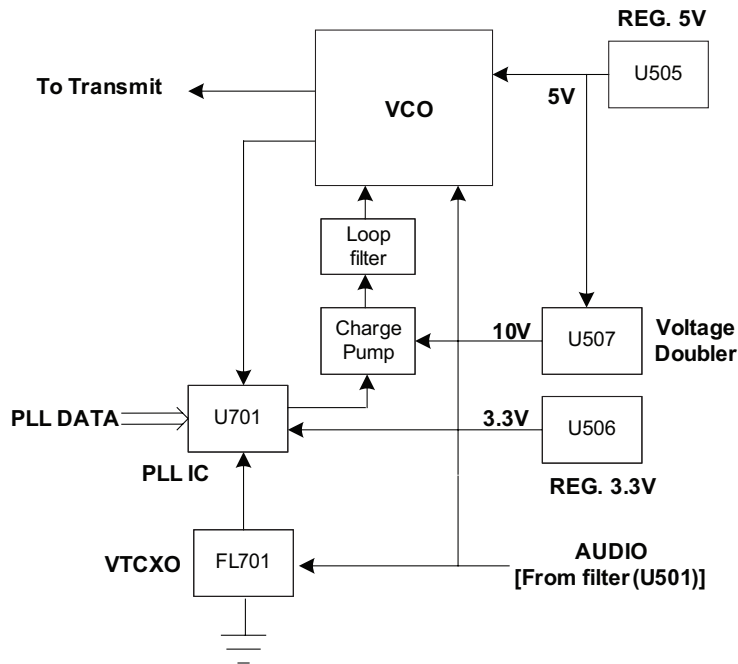 REG. 5V
U505
To Transmit
VCO
5V
Loop
filter
Charge
Pump
10V
U507
Voltage
Doubler
PLL DATA
U701
3.3V
U506
PLL IC
REG. 3.3V
VTCXO
FL701
AUDIO
[From filter (U501)]